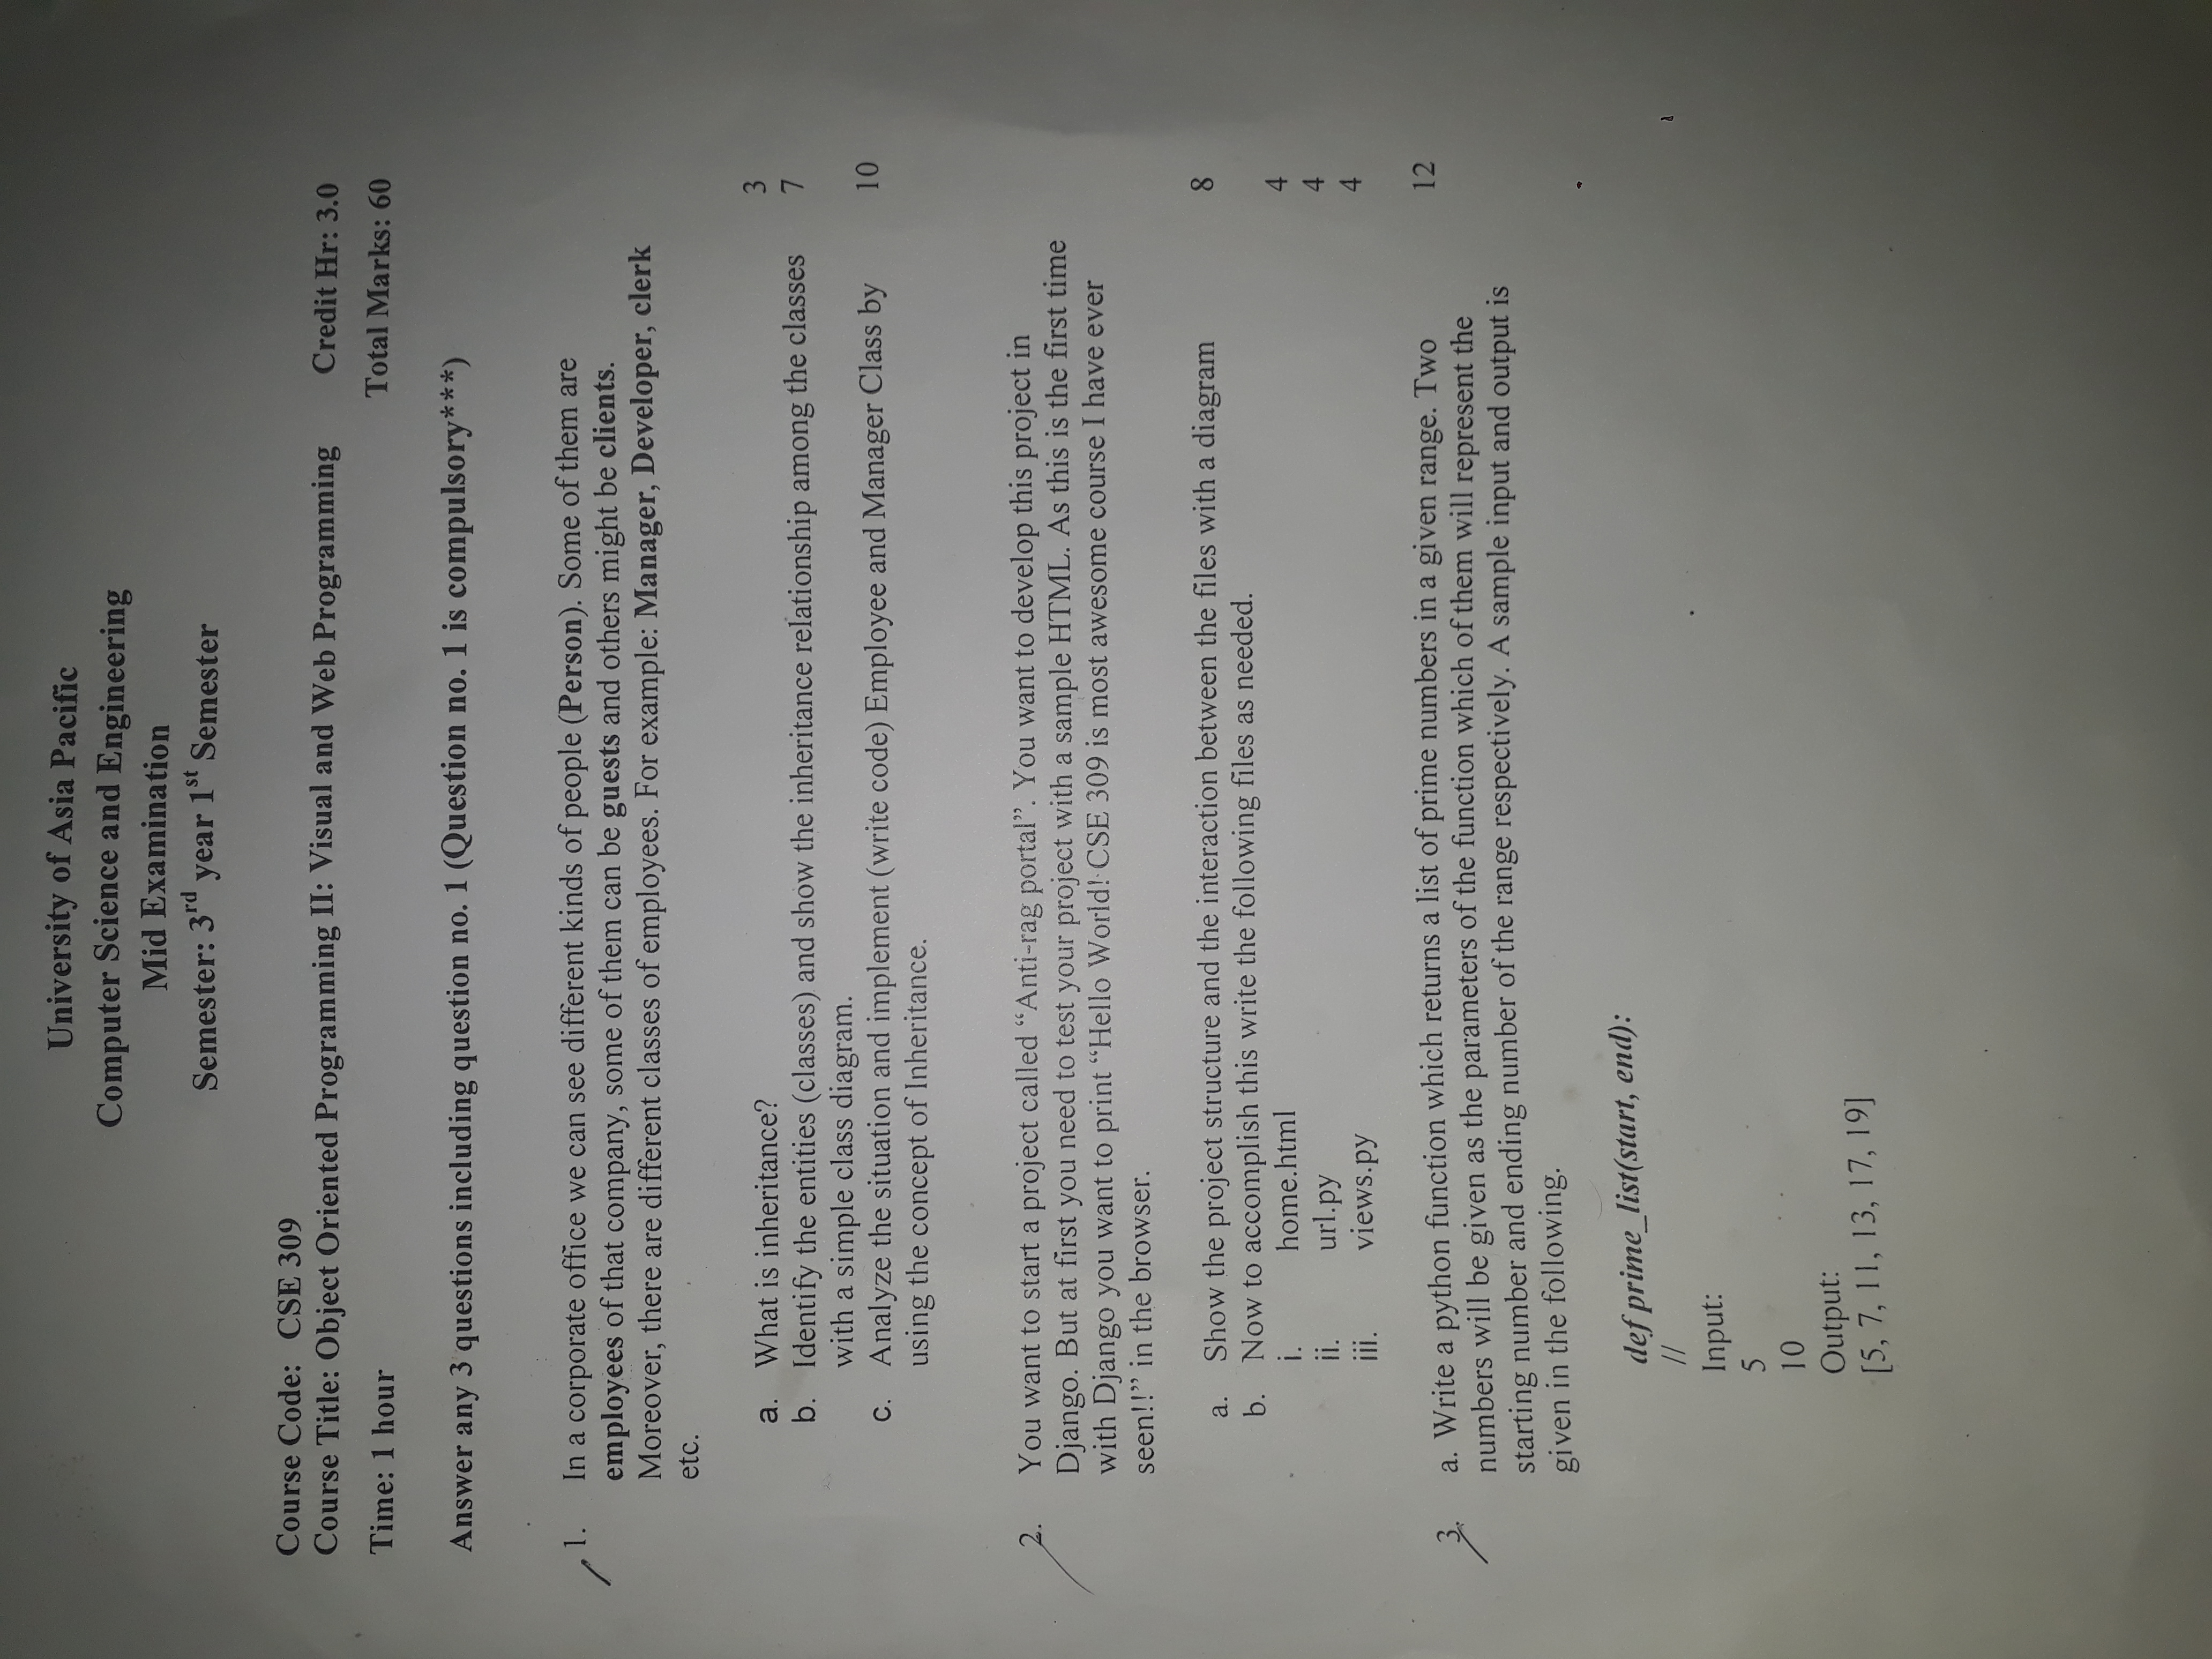 University of Asia Pacific
Computer Science and Engineering
Mid Examination
Semester: 3rd year 1st Semester
Course Code: CSE 309
Course Title: Object Oriented Programming II: Visual and Web Programming Credit Hr: 3.0
Time: 1 hour Total Marks: 60
Answer any 3 questions including question no. 1 (Question no. 1 is compulsory***)
1. In a corporate office we can see different kinds of people (Person). Some of them are
employees of that company, some of them can be guests and others might be clients.
Moreover, there are different classes of employees. For example: Manager, Developer, clerk
etc.
a. What is inheritance? 3
b. Identify the entities (classes) and show the inheritance relationship among the classes 7
with a simple class diagram.
c. Analyze the situation and implement (write code) Employee and Manager Class by 10
using the concept of Inheritance.
2. You want to start a project called “Anti-rag portal”. You want to develop this project in
Django. But at first you need to test your project with a sample HTML. As this is the first time
with Django you want to print “Hello World! CSE 309 is most awesome course I have ever
seen!!” in the browser.
a. Show the project structure and the interaction between the files with a diagram 8
b. Now to accomplish this write the following files as needed.
i. home.html 4
ii. url.py 4
iii. views.py 4
3. a. Write a python function which returns a list of prime numbers in a given range. Two 12
numbers will be given as the parameters of the function which of them will represent the
starting number and ending number of the range respectively. A sample input and output is
given in the following.
def prime_list(start, end):
//
Input:
5
10
Output:
[5, 7, 11, 13, 17, 19]